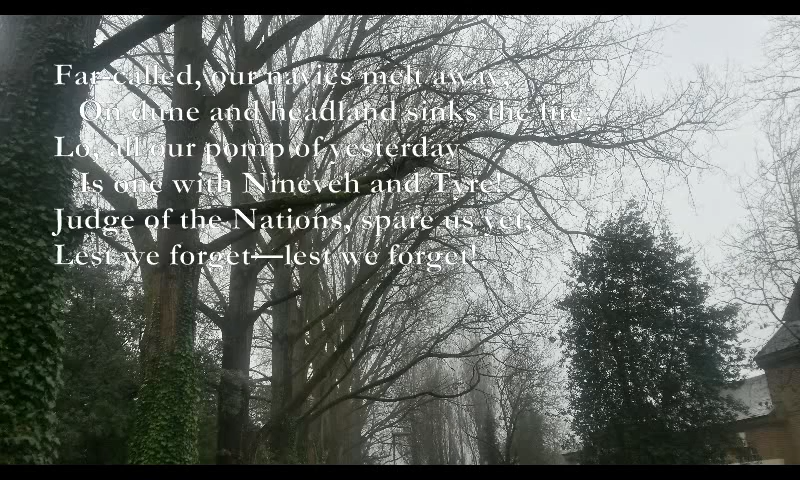 Far-called, our navies melt away;
On dune and headland sinks the fire:
Lo, all our pomp of yesterday
Is one with Nineveh and Tyre!
Judge of the Nations, spare us yet,
Lest we forget—lest we forget!